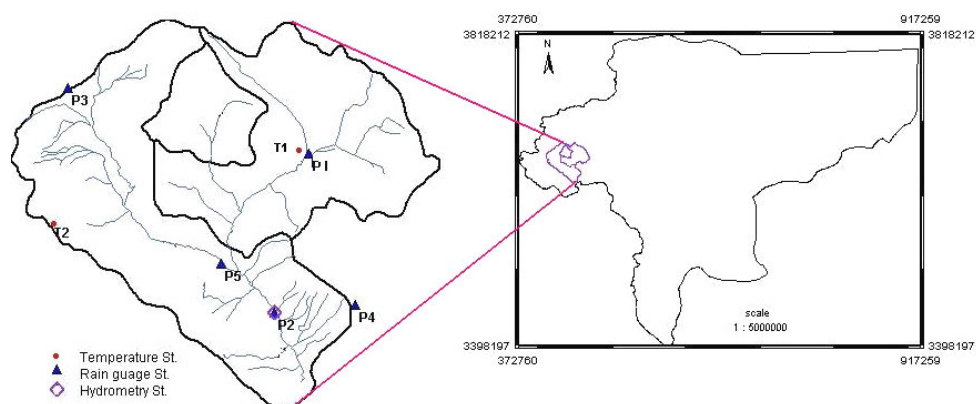 372760
917259
3818212
3818212
N
P3
T1
P1
T2
P5
P2
P4
scale
1 : 5000000
3398197
3398197
372760
917259
Temperature St.
Rain guage St.
Hydrometry St.